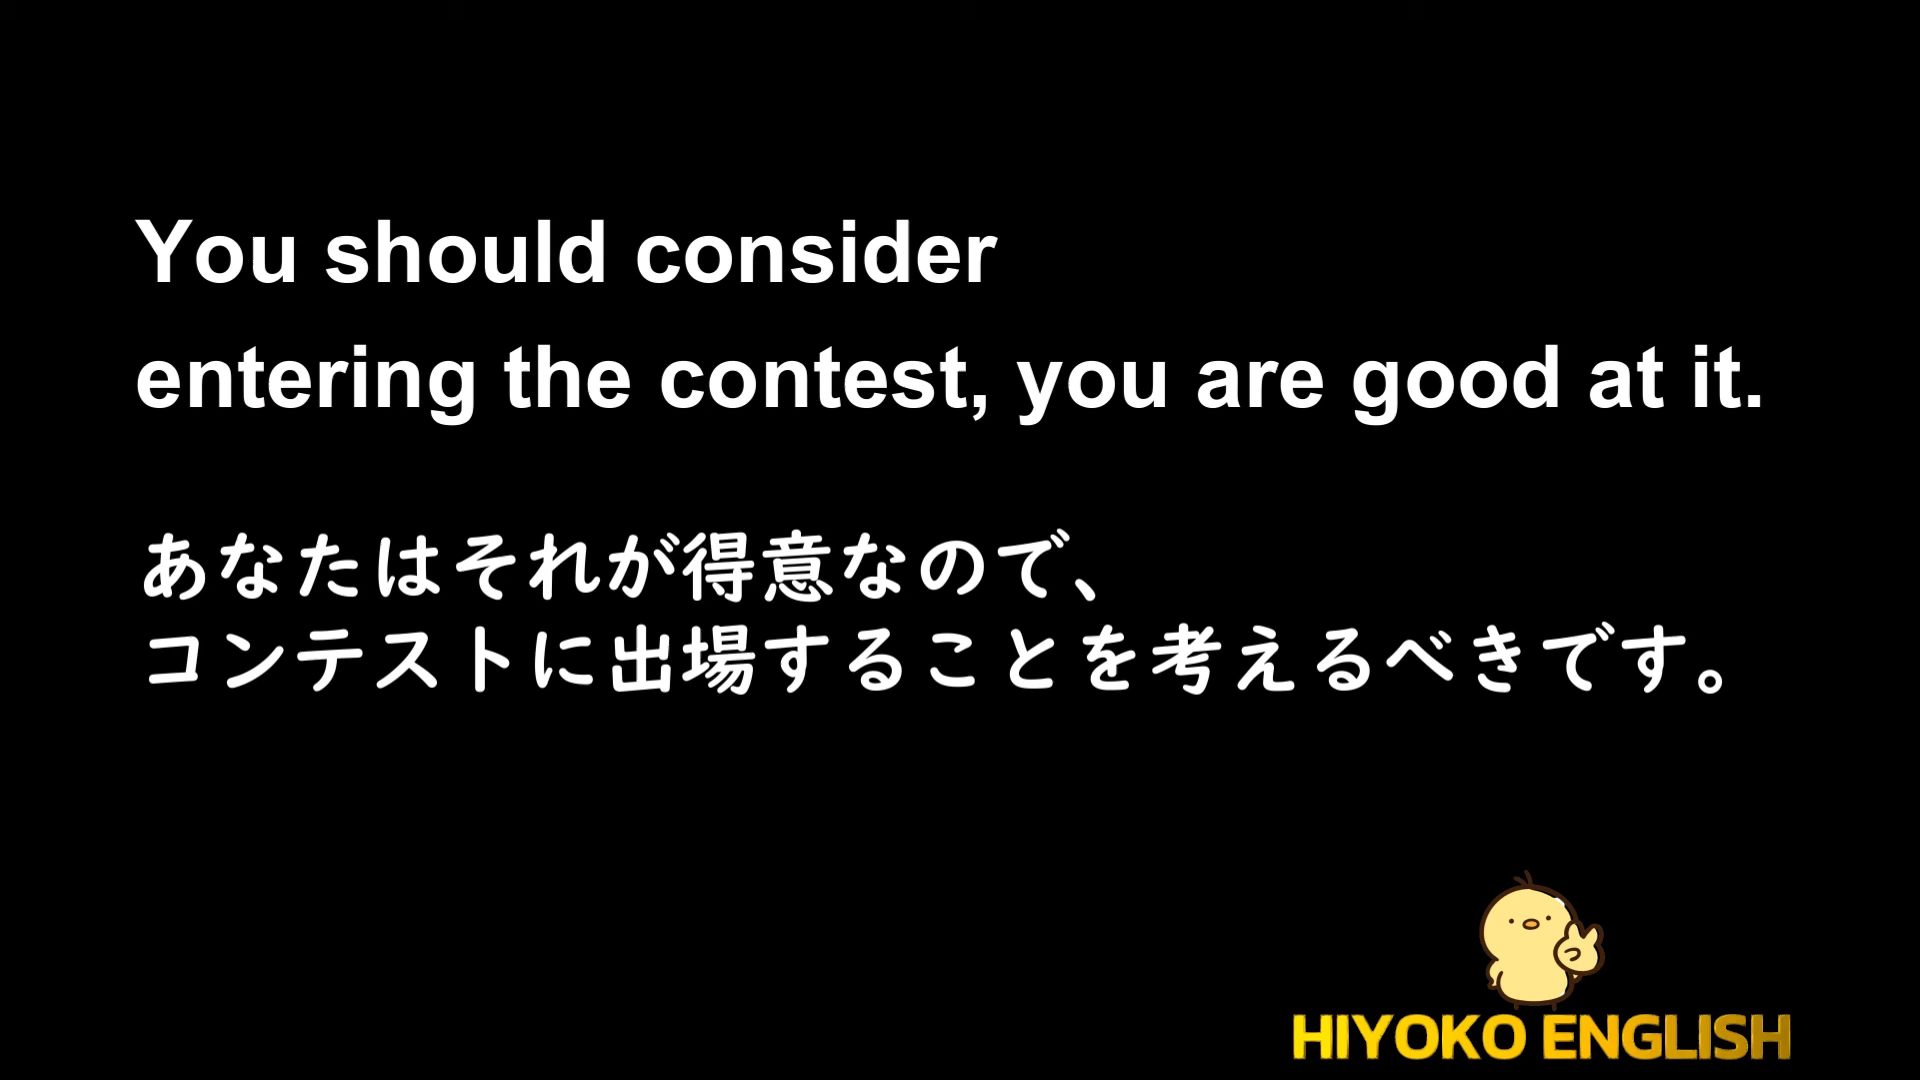 You should consider
entering the contest, you are good at it.
あなたはそれが得意なので、
コンテストに出場することを考えるべきです。
HIYOKO ENGLISH